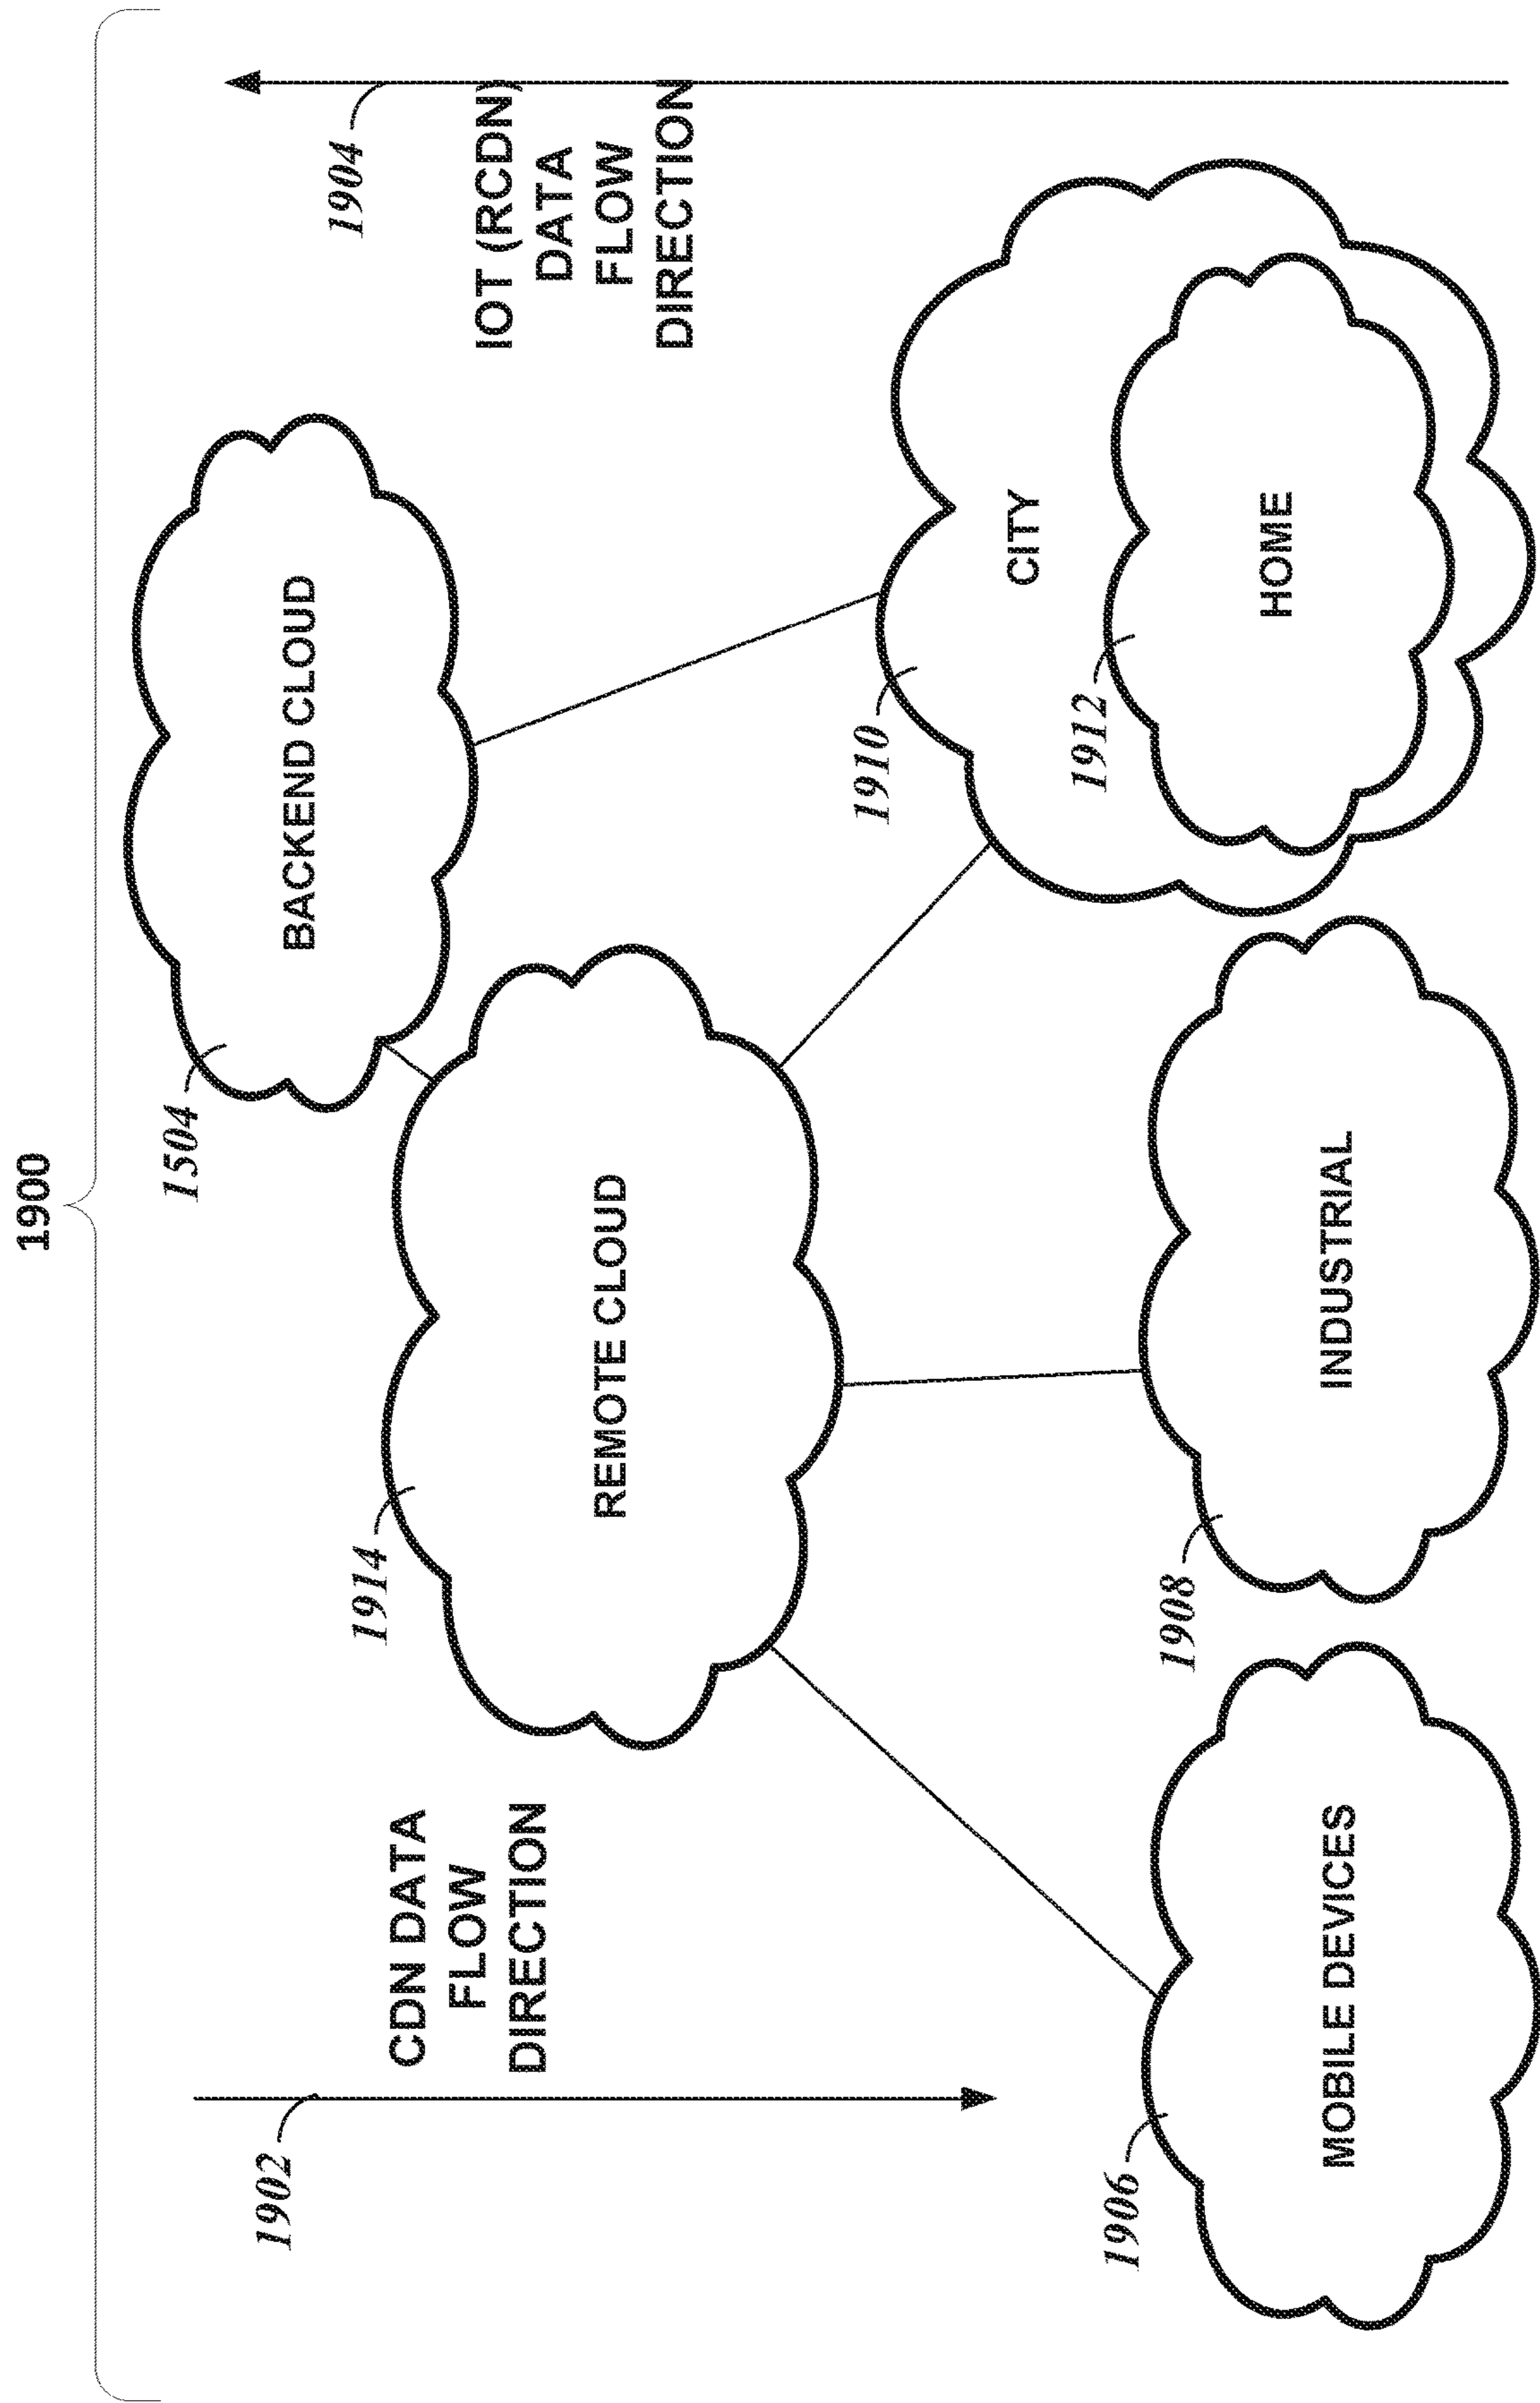 1900
1902
CDN DATA
FLOW
DIRECTION
1504
BACKEND CLOUD
1904
IOT (RCDN)
DATA
FLOW
DIRECTION
1914
REMOTE CLOUD
1910
CITY
1912
HOME
1906
MOBILE DEVICES
1908
INDUSTRIAL